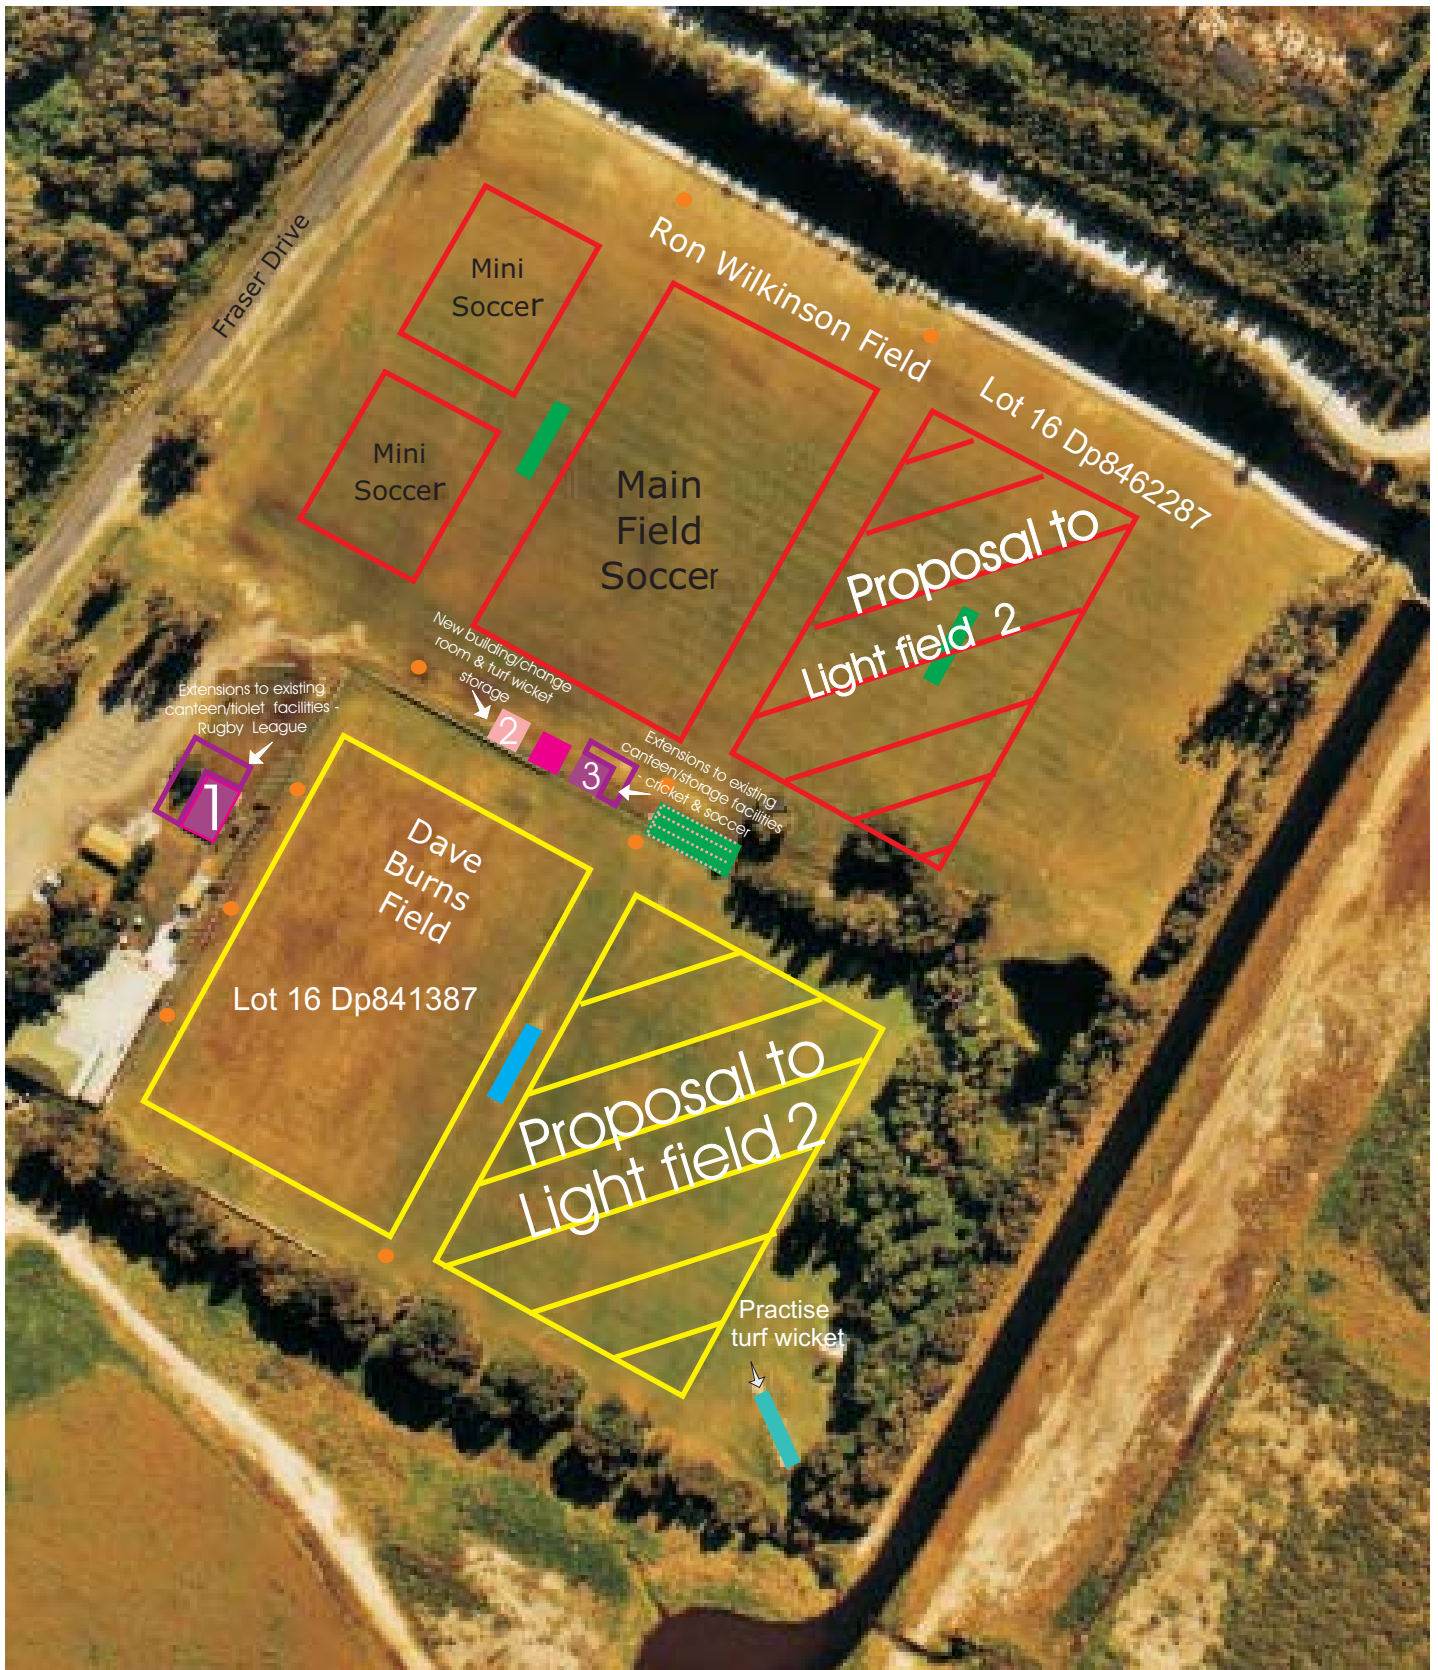 Fraser Drive
Mini
Soccer
Mini
Soccer
Ron Wilkinson Field
Lot 16 Dp8462287
Main
Field
Soccer
Proposal to
Light field 2
New building/change
room & turf wicket
storage
2
Extensions to existing
canteen/tiolet facilities -
Rugby League
1
3
Extensions to existing
canteen/storage facilities
- cricket & soccer
Dave
Burns
Field
Lot 16 Dp841387
Proposal to
Light field 2
Practise
turf wicket